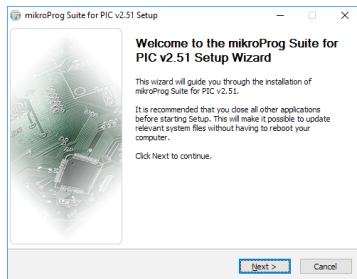 mikroProg Suite for PIC v2.51 Setup
Welcome to the mikroProg Suite for
PIC v2.51 Setup Wizard
This wizard will guide you through the installation of
mikroProg Suite for PIC v2.51.
It is recommended that you close all other applications
before starting Setup. This will make it possible to update
relevant system files without having to reboot your
computer.
Click Next to continue.
Next >
Cancel